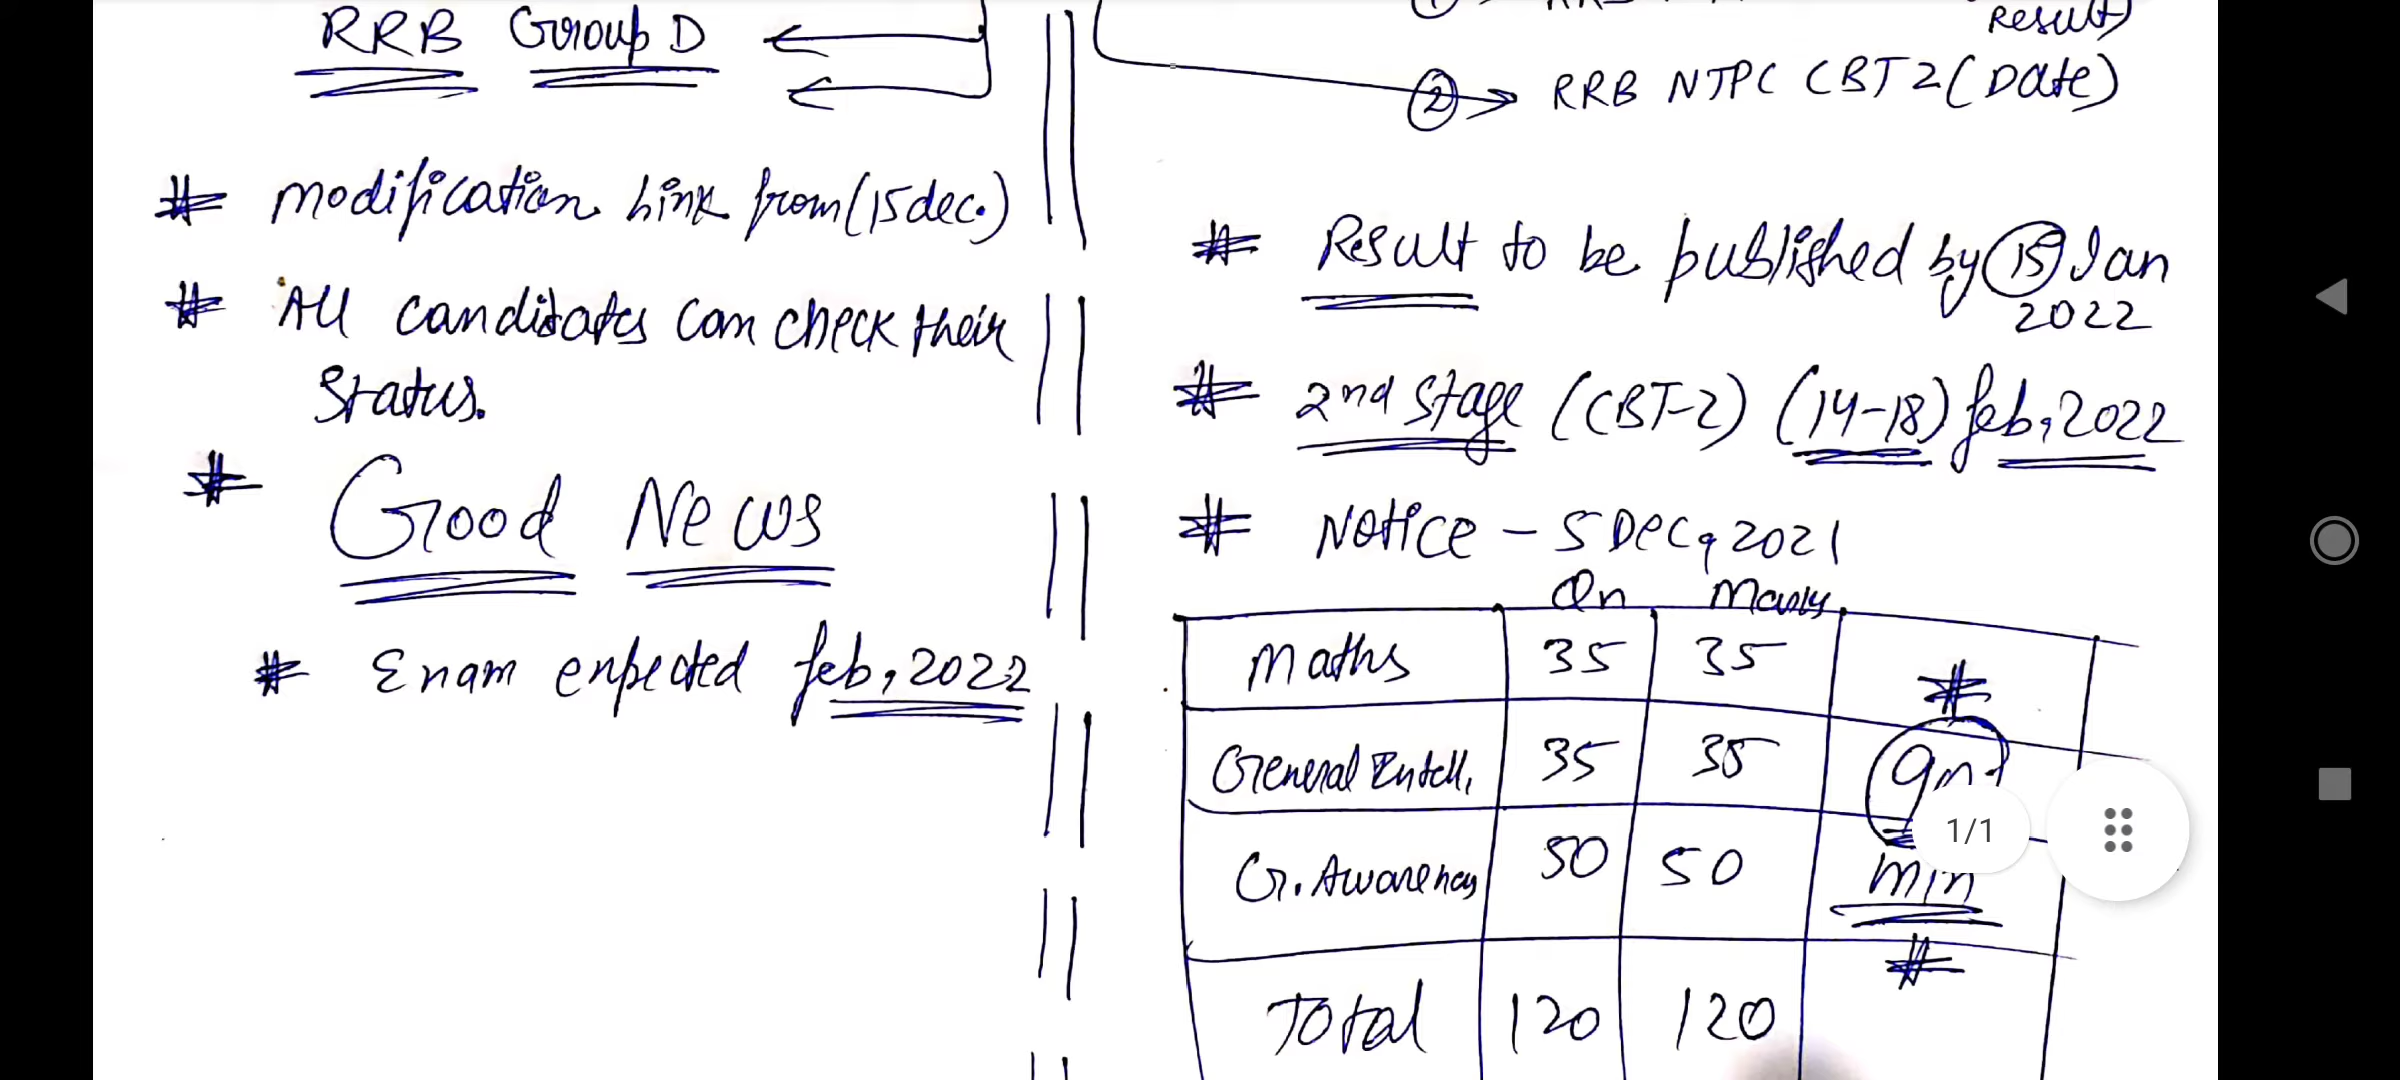 RRB Group D
# modification Link from (15 dec.)
# All candidates can check their
Status.
# Good News
# Exam expected feb, 2022
Result)
② → RRB NTPC CBT 2 (Date)
# Result to be published by 15 Jan
2022
# 2nd Stage (CBT-2) (14-18) feb, 2022
# Notice - 5 Dec, 2021
Qn Marks
Maths 35 35
#
General Intell. 35 35
1/1
G. Awareness 50 50 min
#
Total 120 120